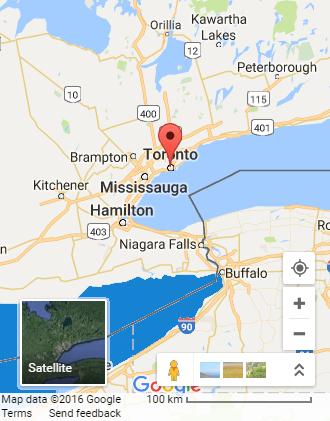 Orillia
Kawartha
Lakes
Peterborough
10
400
115
401
Brampton
Toronto
Mississauga
Kitchener
Hamilton
403
Niagara Falls
Buffalo
90
Satellite
Google
Map data ©2016 Google
100 km
Terms
Send feedback